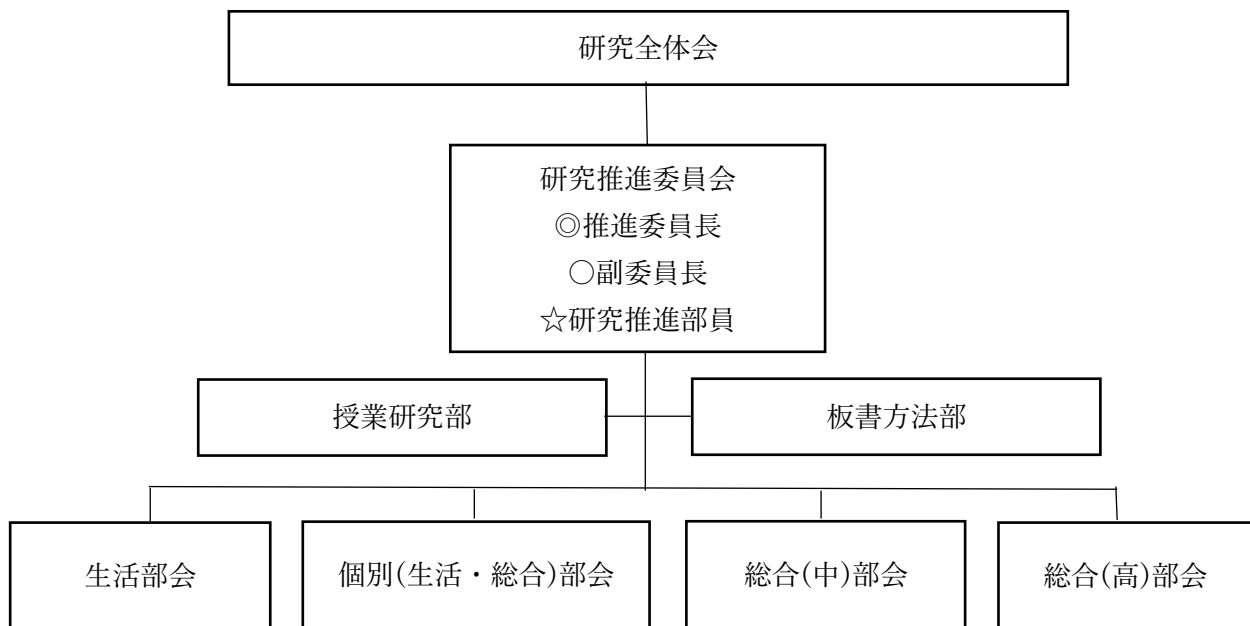 研究全体会
研究推進委員会
◎推進委員長
○副委員長
☆研究推進部員
授業研究部
板書方法部
生活部会
個別(生活・総合)部会
総合(中)部会
総合(高)部会